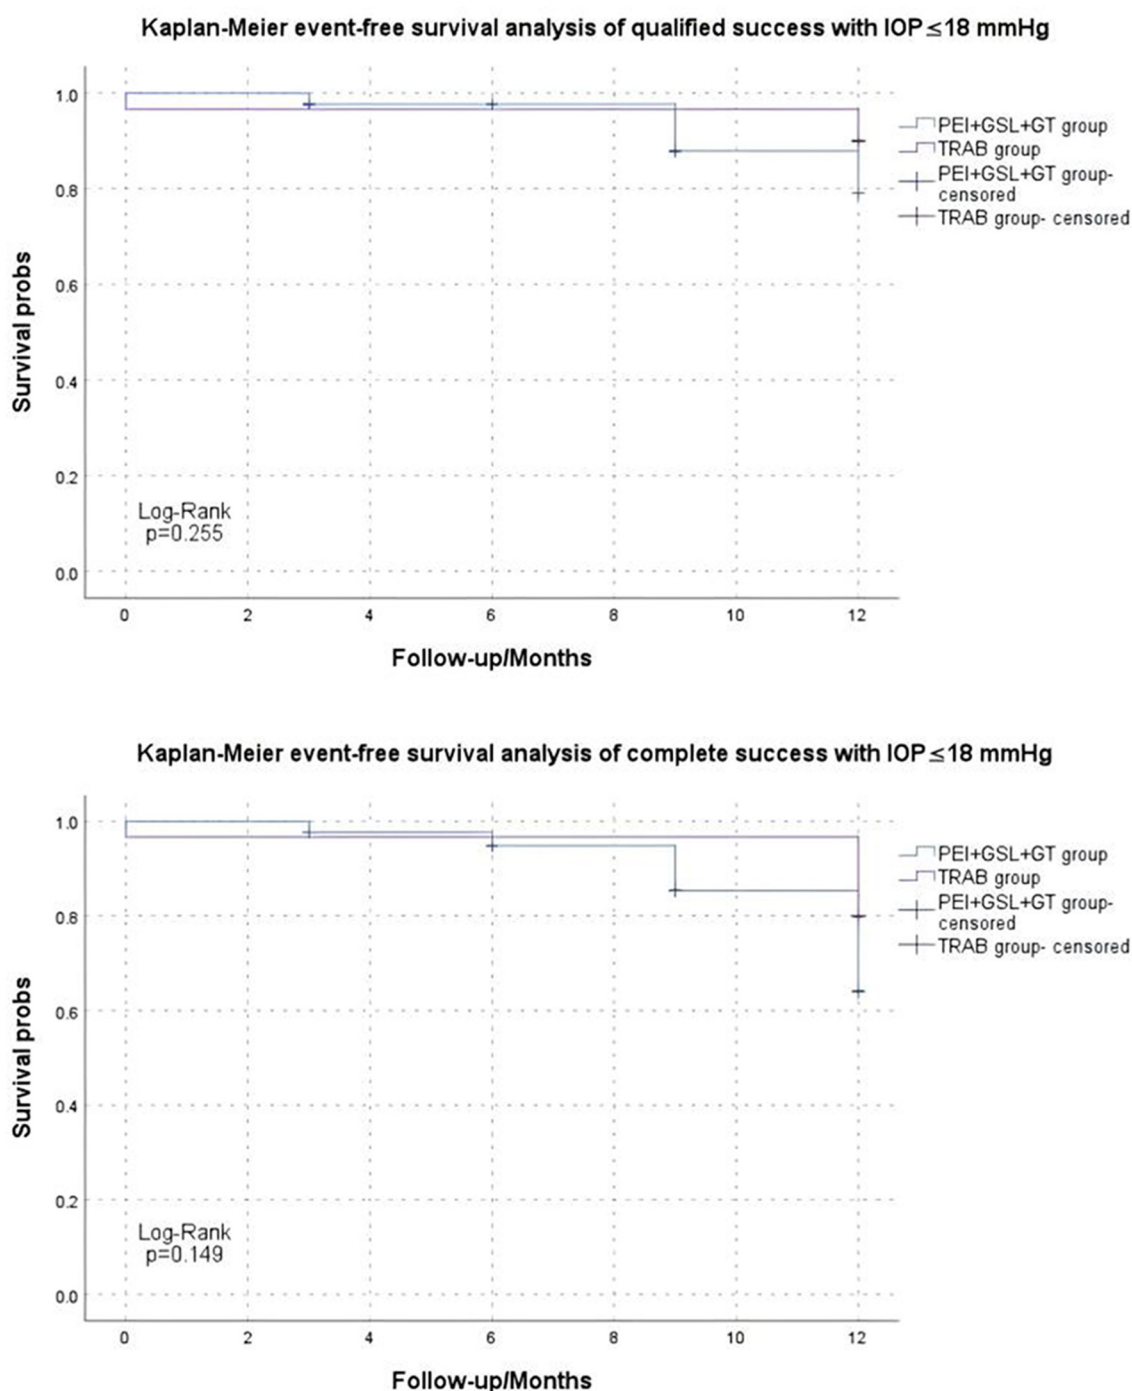 Kaplan-Meier event-free survival analysis of qualified success with IOP≤18 mmHg
1.0
0.8
0.6
0.4
0.2
0.0
Survival probs
Log-Rank
p=0.255
0 2 4 6 8 10 12
Follow-up/Months
PEI+GSL+GT group
TRAB group
PEI+GSL+GT group-
censored
TRAB group- censored
Kaplan-Meier event-free survival analysis of complete success with IOP≤18 mmHg
1.0
0.8
0.6
0.4
0.2
0.0
Survival probs
Log-Rank
p=0.149
0 2 4 6 8 10 12
Follow-up/Months
PEI+GSL+GT group
TRAB group
PEI+GSL+GT group-
censored
TRAB group- censored